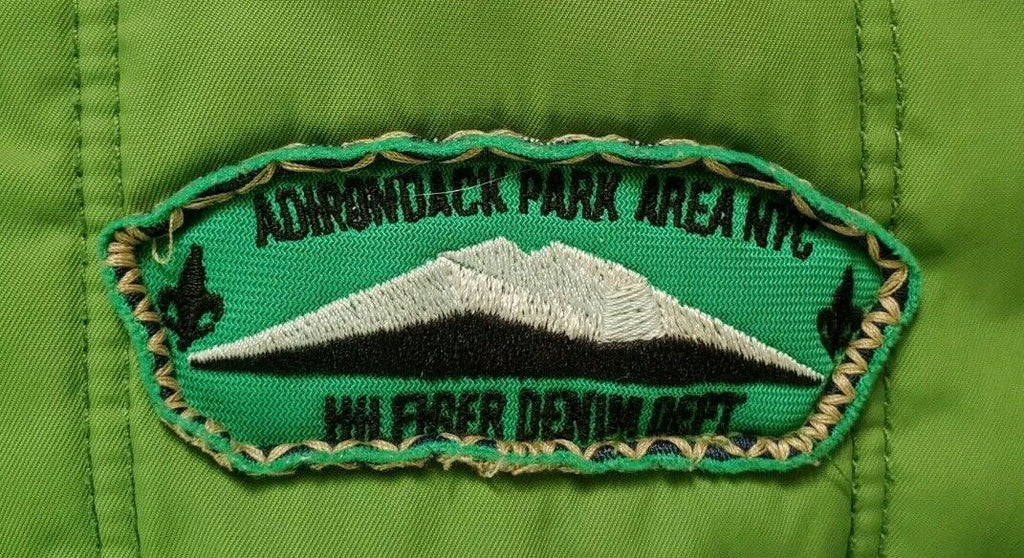 ADIRONDACK PARK AREA NYC
HILFIGER DENIM DEPT